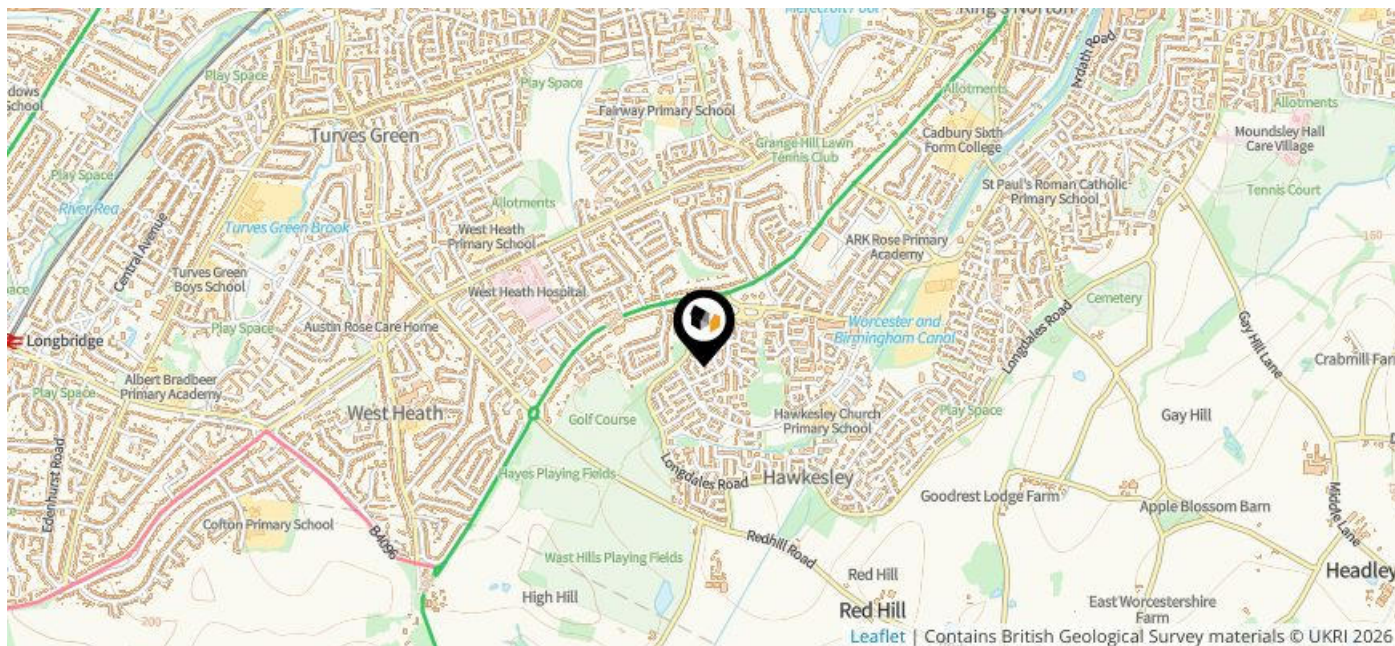 King's Norton
Play Space
Play Space
Fairway Primary School
Allotments
Ardath Road
Allotments
Turves Green
Cadbury Sixth
Form College
Moundsley Hall
Care Village
School
Grange Hill Lawn
Tennis Club
Play Space
St Paul's Roman Catholic
Primary School
Tennis Court
River Rea
Allotments
Turves Green Brook
West Heath
Primary School
Central Avenue
ARK Rose Primary
Academy
Turves Green
Boys School
West Heath Hospital
Cemetery
Play Space
Austin Rose Care Home
Worcester and
Birmingham Canal
Longdales Road
Gay Hill Lane
Longbridge
Albert Bradbeer
Primary Academy
Play Space
West Heath
Golf Course
Hawkesley Church
Primary School
Play Space
Gay Hill
Edenhurst Road
Hayes Playing Fields
Longdales Road
Hawkesley
Goodrest Lodge Farm
Apple Blossom Barn
Middle Lane
Cofton Primary School
B4096
Redhill Road
Wast Hills Playing Fields
High Hill
Red Hill
Red Hill
East Worcestershire
Farm
Headley
200
Leaflet | Contains British Geological Survey materials © UKRI 2026